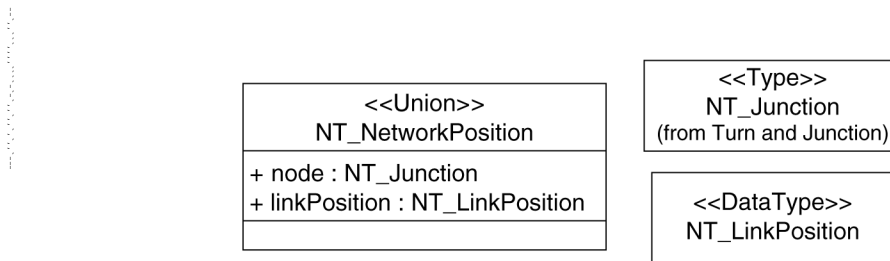 <<Union>>
NT_NetworkPosition
+ node : NT_Junction
+ linkPosition : NT_LinkPosition
<<Type>>
NT_Junction
(from Turn and Junction)
<<DataType>>
NT_LinkPosition